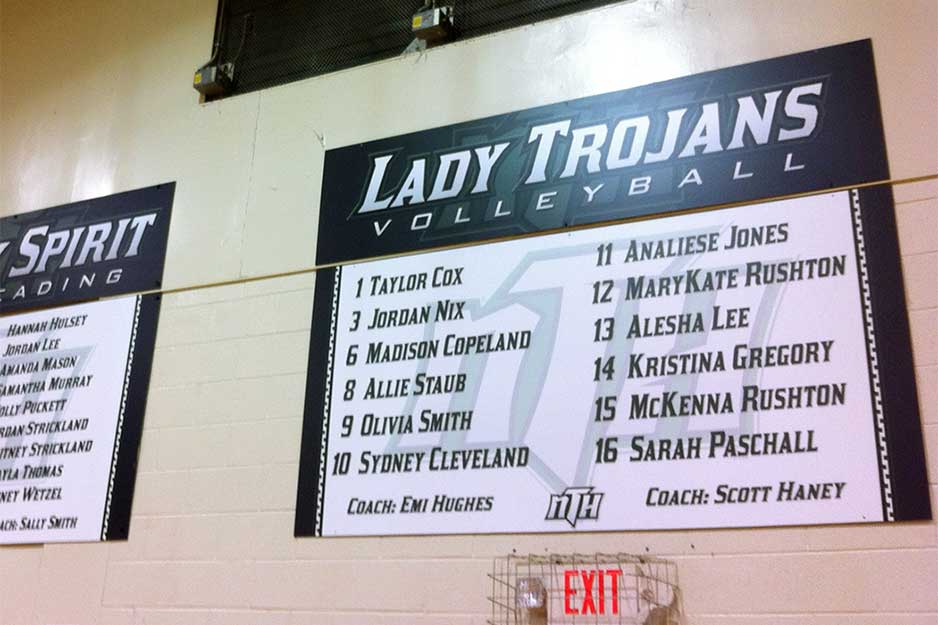 SPIRIT
HANNAH HULSEY
JORDAN LEE
AMANDA MASON
SAMANTHA MURRAY
PUCKETT
STRICKLAND
STRICKLAND
THOMAS
WETZEL
SALLY SMITH
LADY TROJANS
VOLLEYBALL
1 TAYLOR COX
3 JORDAN NIX
6 MADISON COPELAND
8 ALLIE STAUB
9 OLIVIA SMITH
10 SYDNEY CLEVELAND
COACH: EMI HUGHES
11 ANALIESE JONES
12 MARYKATE RUSHTON
13 ALESHA LEE
14 KRISTINA GREGORY
15 MCKENNA RUSHTON
16 SARAH PASCHALL
COACH: SCOTT HANEY
NTH
EXIT